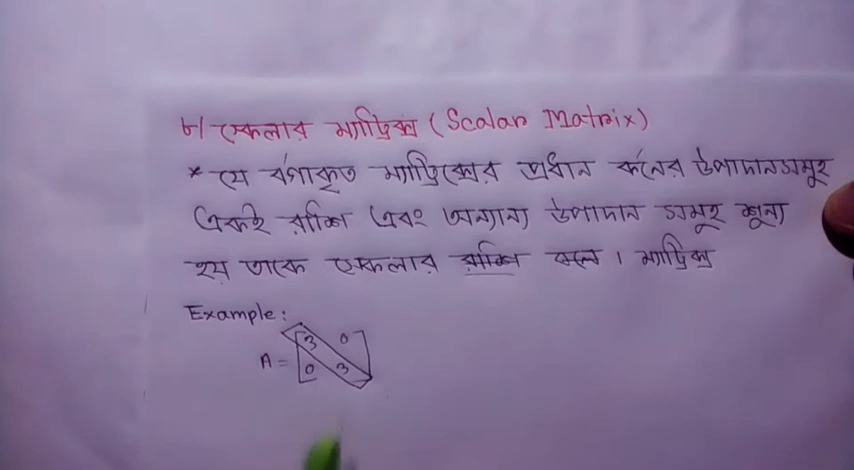 ৮। স্কেলার ম্যাট্রিক্স (Scalar Matrix)
* যে বর্গাকৃত ম্যাট্রিক্সের প্রধান কর্নের উপাদানসমূহ
একই রাশি এবং অন্যান্য উপাদান সমূহ শূন্য
হয় তাকে স্কেলার রাশি বলে। ম্যাট্রিক্স
Example:
A = [3 0
0 3]